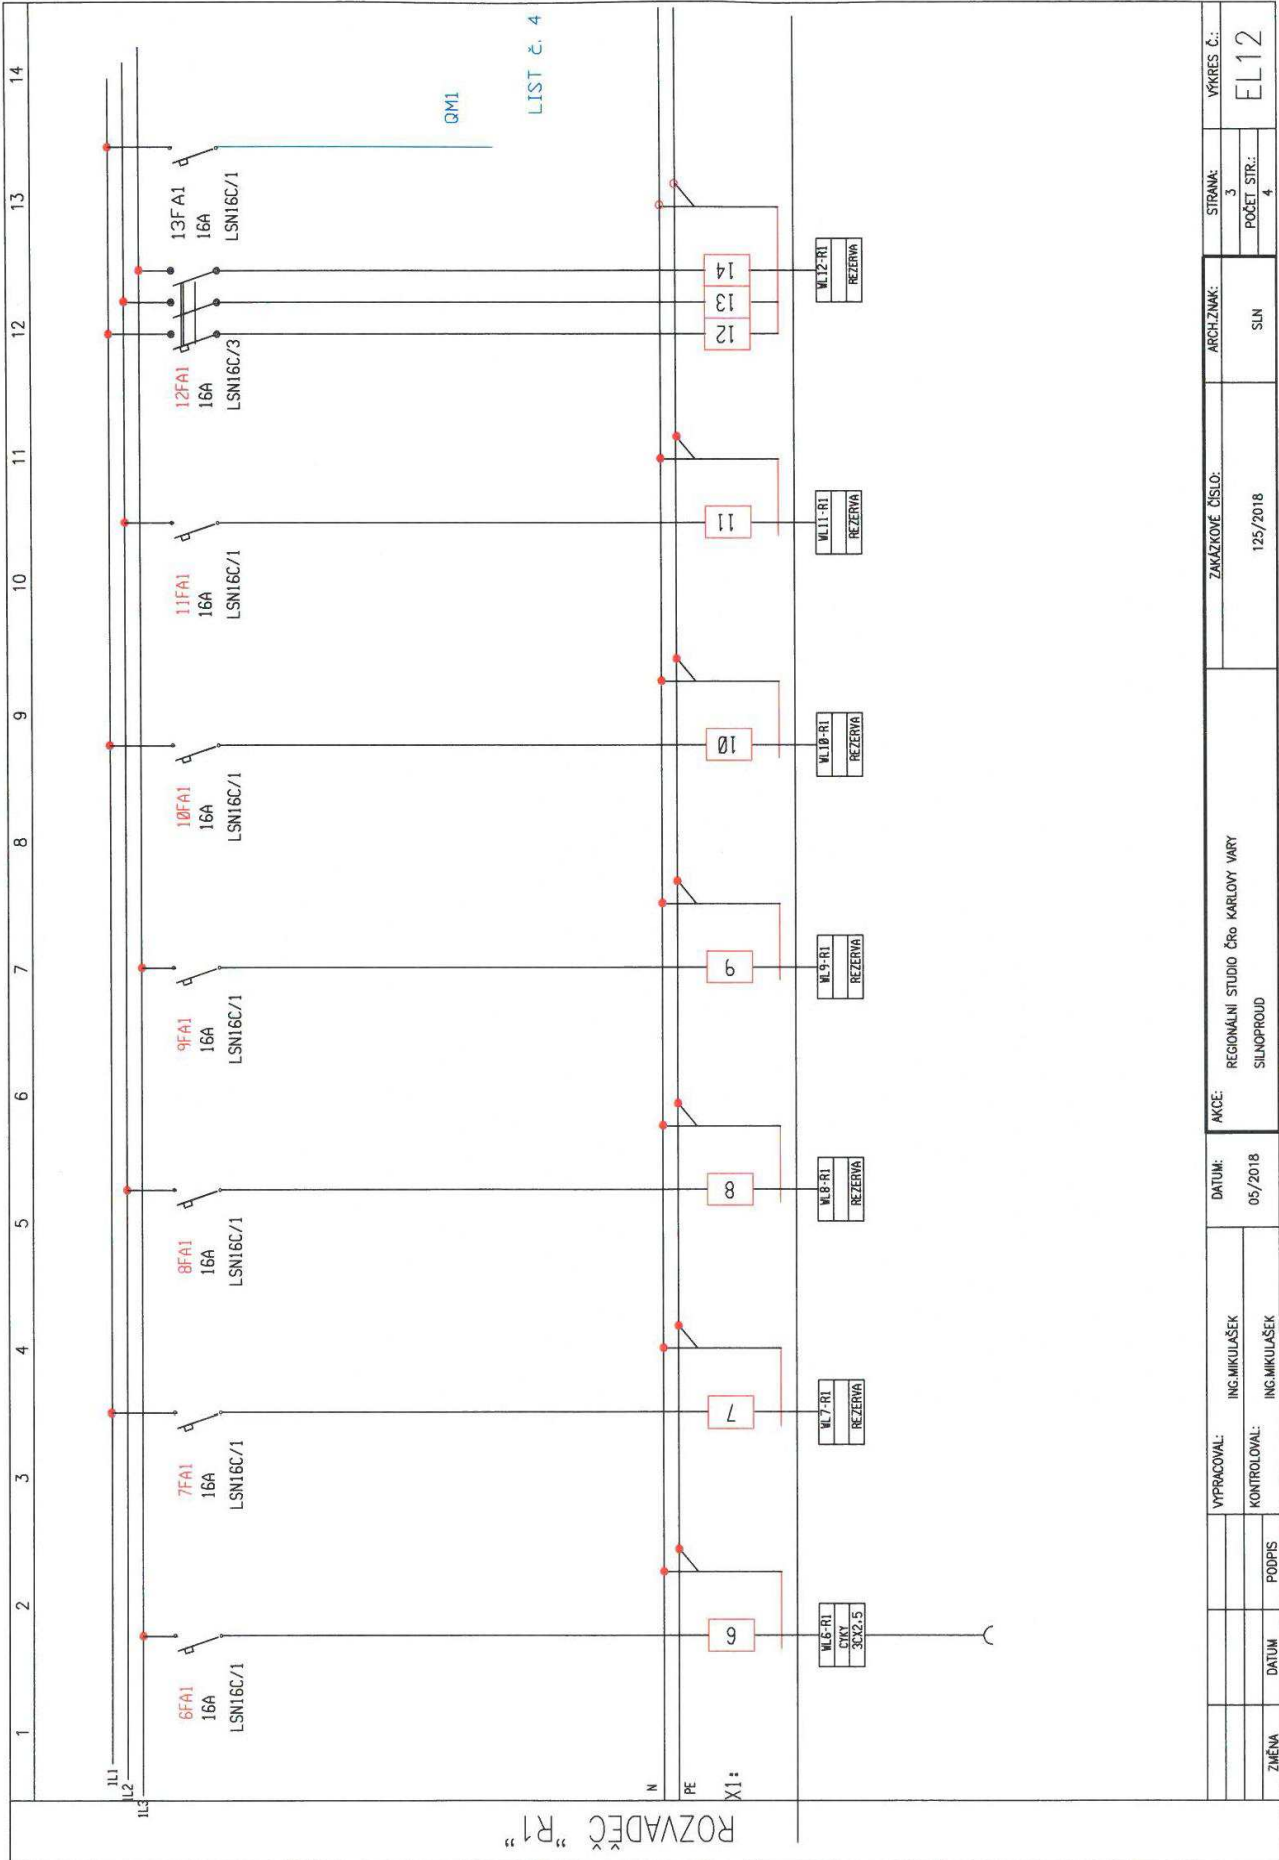 1 2 3 4 5 6 7 8 9 10 11 12 13 14
1L1
1L2
1L3
6FA1
16A
LSN16C/1
7FA1
16A
LSN16C/1
8FA1
16A
LSN16C/1
9FA1
16A
LSN16C/1
10FA1
16A
LSN16C/1
11FA1
16A
LSN16C/1
12FA1
16A
LSN16C/3
13FA1
16A
LSN16C/1
QM1
LIST č. 4
ROZVADĚČ "R1"
N
PE
X1:
6
7
8
9
10
11
12 13 14
WL6-R1
CYKY
3CX2,5
WL7-R1
REZERVA
WL8-R1
REZERVA
WL9-R1
REZERVA
WL10-R1
REZERVA
WL11-R1
REZERVA
WL12-R1
REZERVA
ZMĚNA DATUM PODPIS
VYPRACOVAL:
ING.MIKULAŠEK
KONTROLOVAL:
ING.MIKULAŠEK
DATUM:
05/2018
AKCE:
REGIONÁLNÍ STUDIO ČRo KARLOVY VARY
SILNOPROUD
ZAKÁZKOVÉ ČÍSLO:
125/2018
ARCH.ZNAK:
SLN
STRANA:
3
POČET STR.:
4
VÝKRES Č.:
EL12